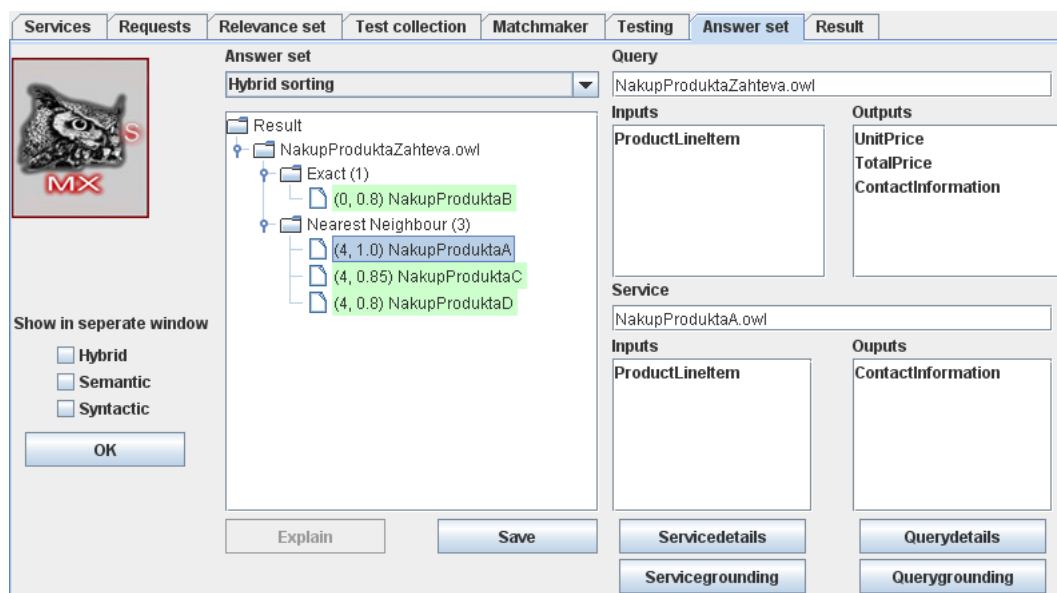 Services Requests Relevance set Test collection Matchmaker Testing Answer set Result
S
MX
Show in seperate window
Hybrid
Semantic
Syntactic
OK
Answer set
Hybrid sorting
Result
NakupProduktaZahteva.owl
Exact (1)
(0, 0.8) NakupProduktaB
Nearest Neighbour (3)
(4, 1.0) NakupProduktaA
(4, 0.85) NakupProduktaC
(4, 0.8) NakupProduktaD
Explain Save
Query
NakupProduktaZahteva.owl
Inputs
ProductLineItem
Outputs
UnitPrice
TotalPrice
ContactInformation
Service
NakupProduktaA.owl
Inputs
ProductLineItem
Ouputs
ContactInformation
Servicedetails Querydetails
Servicegrounding Querygrounding